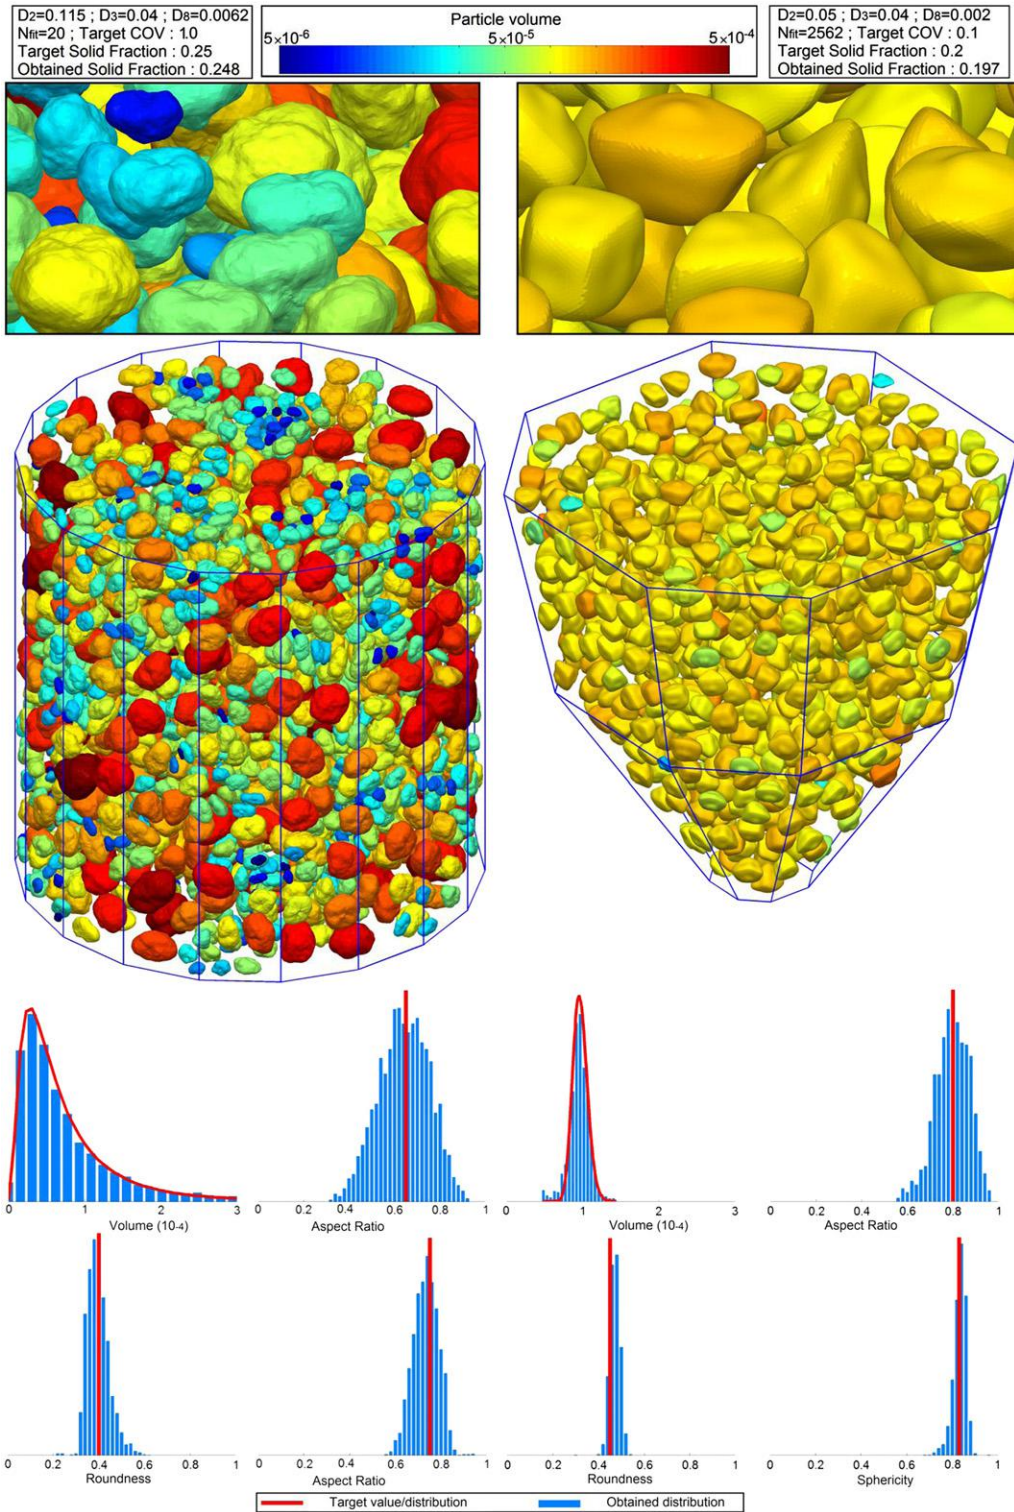 D2=0.115 ; D3=0.04 ; D8=0.0062
Nfit=20 ; Target COV : 1.0
Target Solid Fraction : 0.25
Obtained Solid Fraction : 0.248
Particle volume
5×10-6 5×10-5 5×10-4
D2=0.05 ; D3=0.04 ; D8=0.002
Nfit=2562 ; Target COV : 0.1
Target Solid Fraction : 0.2
Obtained Solid Fraction : 0.197
0 1 2 3
Volume (10-4)
0 0.2 0.4 0.6 0.8 1
Aspect Ratio
0 1 2 3
Volume (10-4)
0 0.2 0.4 0.6 0.8 1
Aspect Ratio
0 0.2 0.4 0.6 0.8 1
Roundness
0 0.2 0.4 0.6 0.8 1
Aspect Ratio
0 0.2 0.4 0.6 0.8 1
Roundness
0 0.2 0.4 0.6 0.8 1
Sphericity
Target value/distribution
Obtained distribution